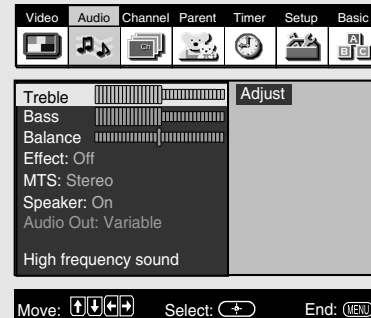 Video Audio Channel Parent Timer Setup Basic
Ch
A
B C
Treble Adjust
Bass
Balance
Effect: Off
MTS: Stereo
Speaker: On
Audio Out: Variable
High frequency sound
Move: Select: End: MENU